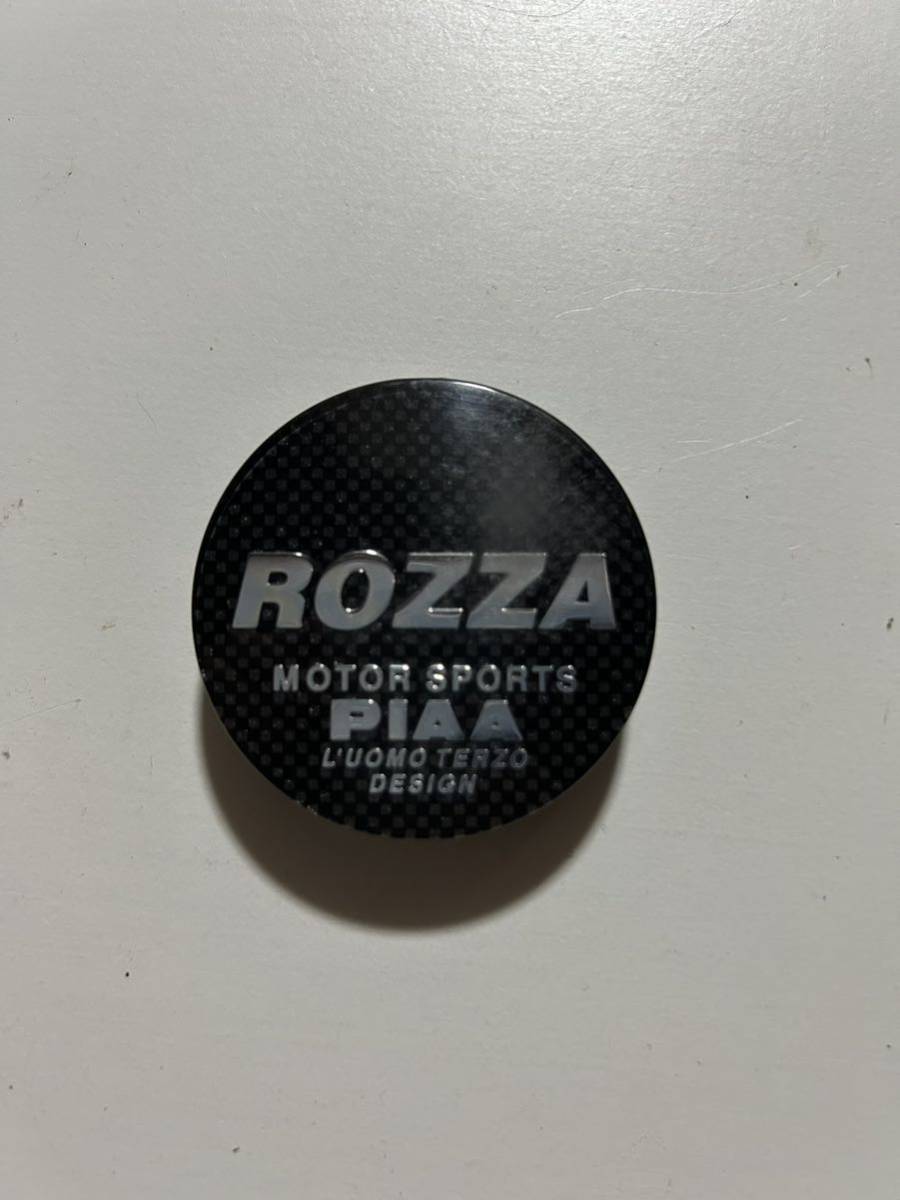 ROZZA
MOTOR SPORTS
PIAA
L'UOMO TERZO
DESIGN